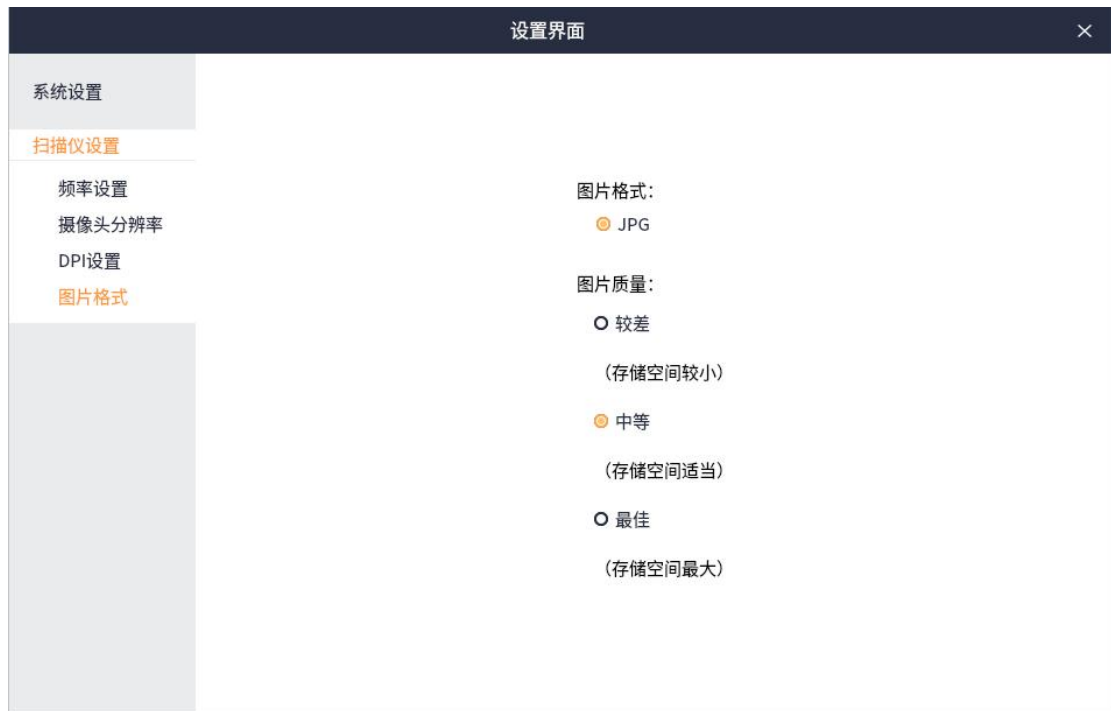 设置界面
系统设置
扫描仪设置
频率设置
摄像头分辨率
DPI设置
图片格式
图片格式：
JPG
图片质量：
较差
（存储空间较小）
中等
（存储空间适当）
最佳
（存储空间最大）